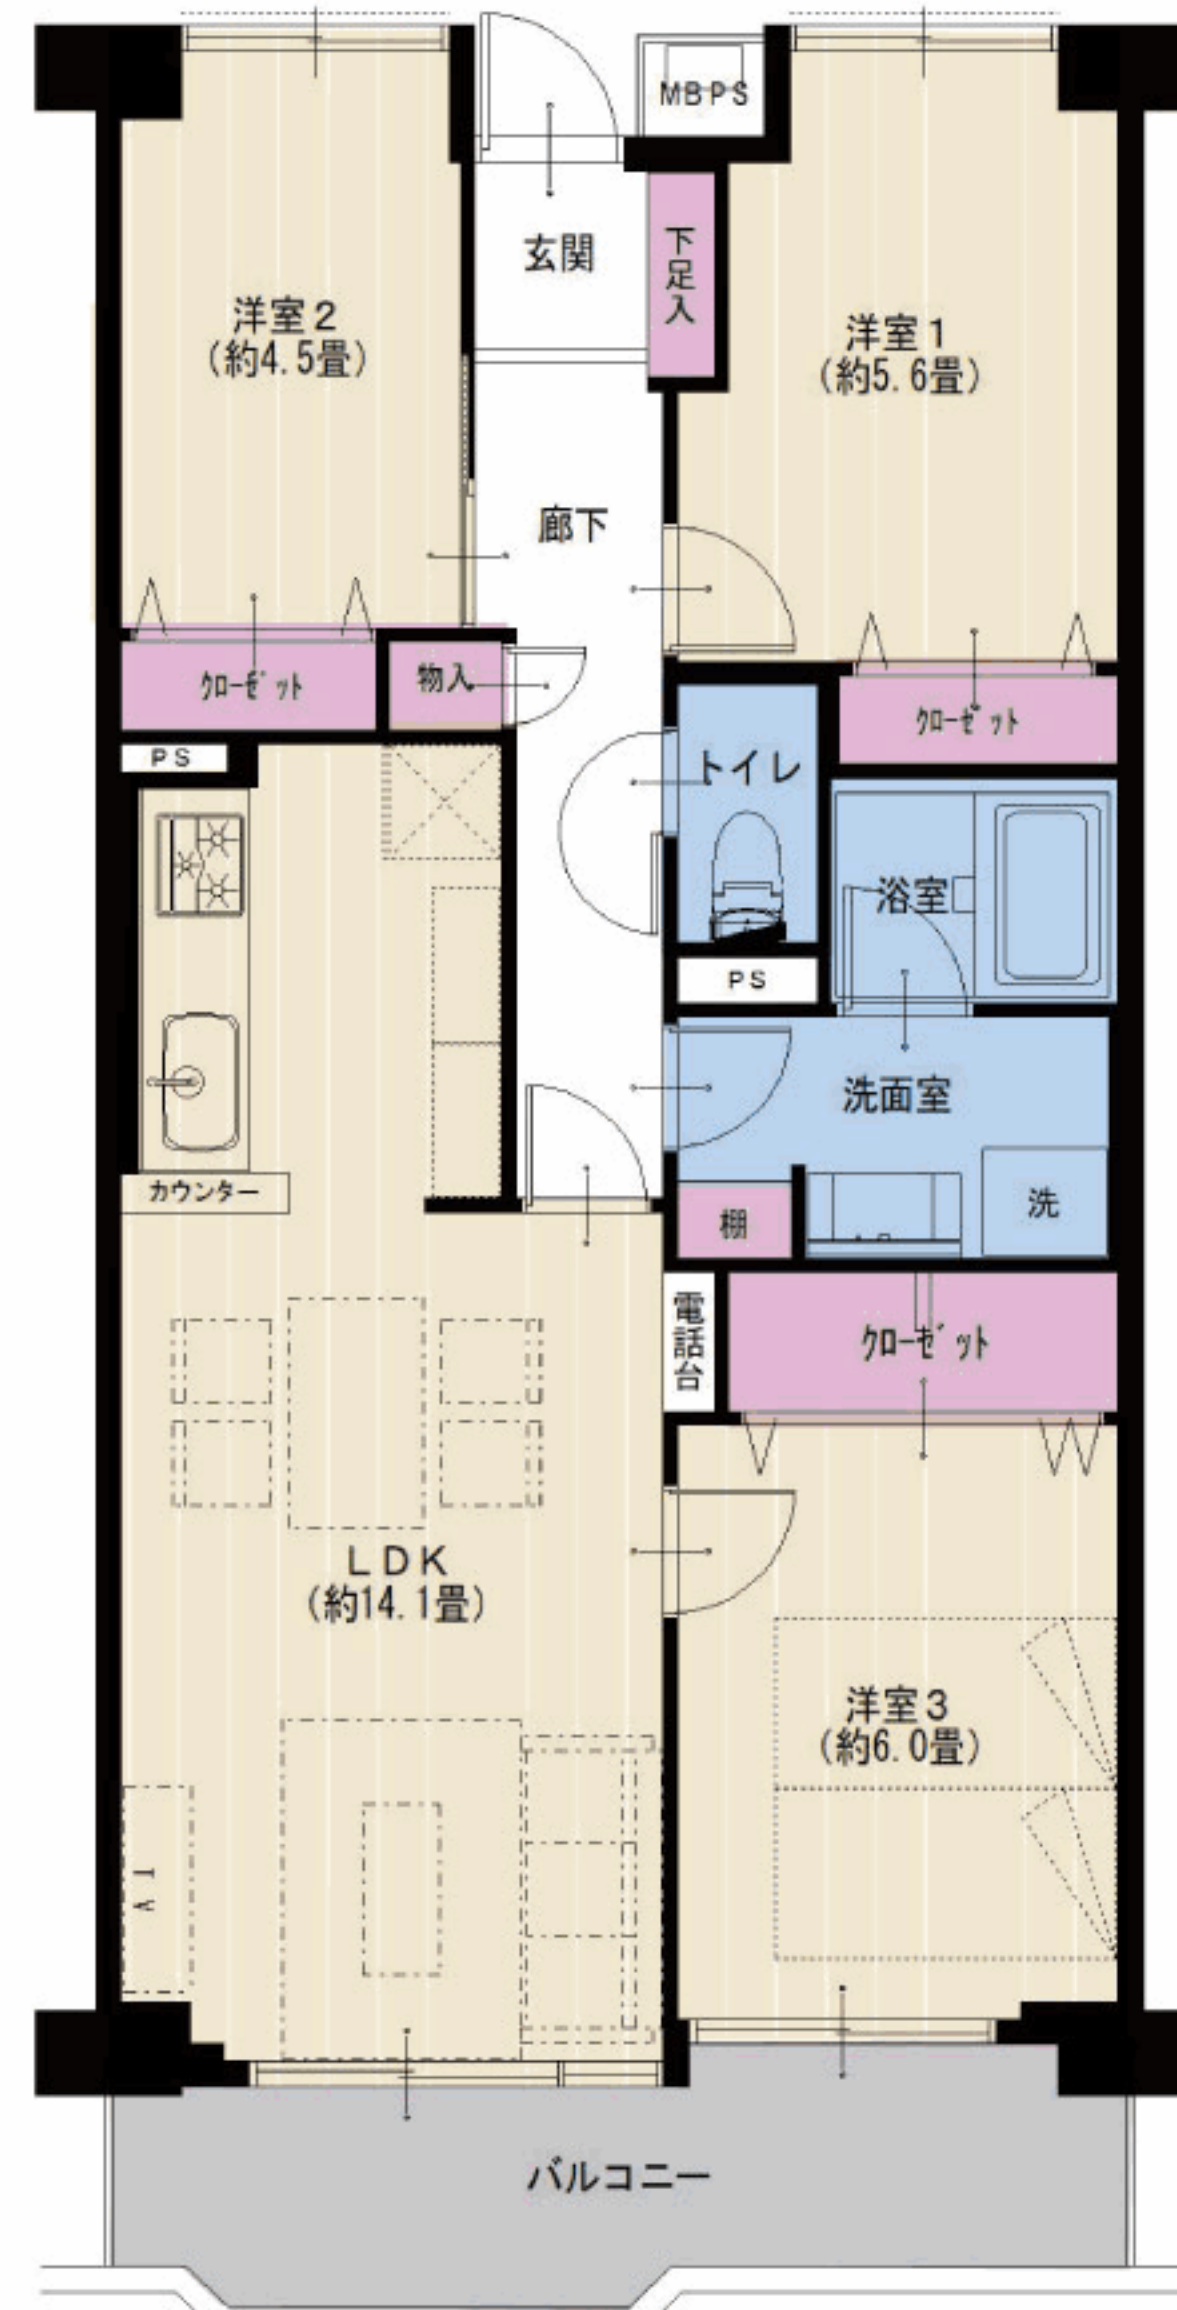 MBPS
玄関
下足入
洋室2
(約4.5畳)
洋室1
(約5.6畳)
廊下
クローゼット
物入
クローゼット
PS
トイレ
浴室
PS
洗面室
カウンター
棚
洗
電話台
クローゼット
LDK
(約14.1畳)
洋室3
(約6.0畳)
TV
バルコニー